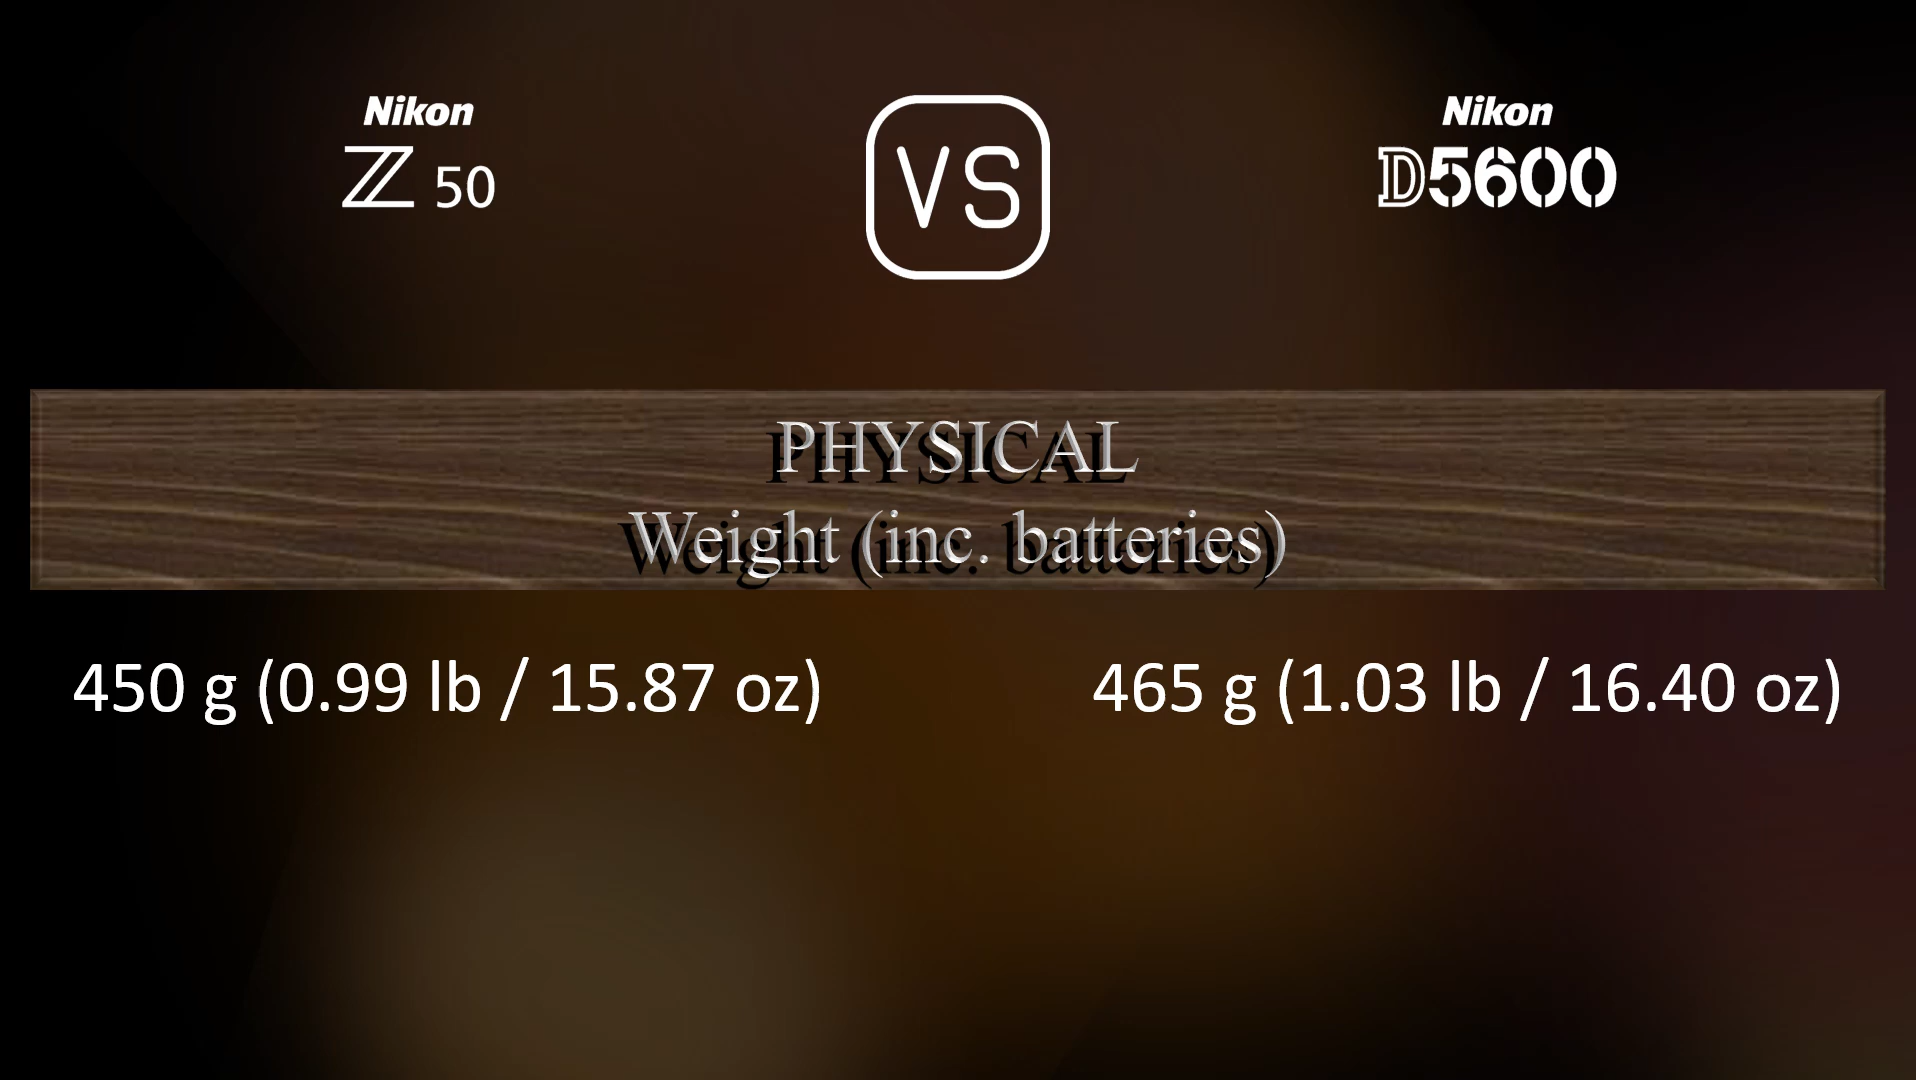 Nikon
Z 50
VS
Nikon
D5600
PHYSICAL
Weight (inc. batteries)
450 g (0.99 lb / 15.87 oz)
465 g (1.03 lb / 16.40 oz)